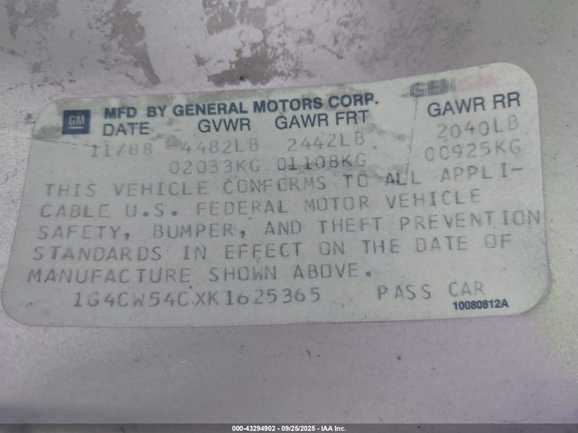 GM MFD BY GENERAL MOTORS CORP.
DATE GVWR GAWR FRT GAWR RR
11/88 4482LB 2442LB 2040LB
02033KG 01108KG 00925KG
THIS VEHICLE CONFORMS TO ALL APPLI-
CABLE U.S. FEDERAL MOTOR VEHICLE
SAFETY, BUMPER, AND THEFT PREVENTION
STANDARDS IN EFFECT ON THE DATE OF
MANUFACTURE SHOWN ABOVE.
1G4CW54CXK1625365 PASS CAR
10080812A
000-43294902 - 09/25/2025 - Copyright IAA, Inc.